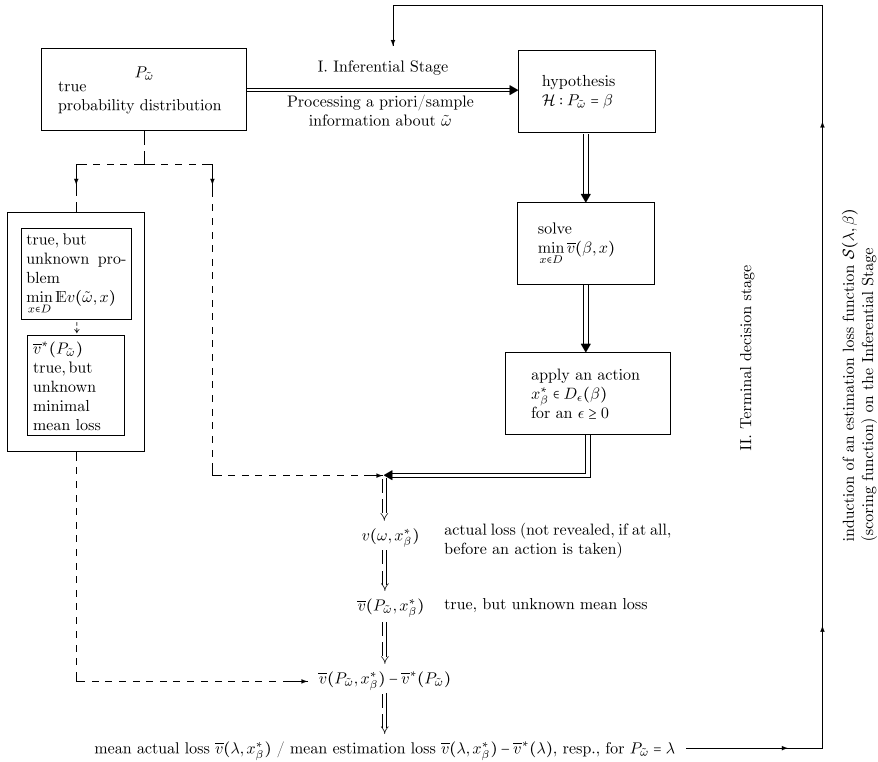 P_ω̃
true
probability distribution
I. Inferential Stage
Processing a priori/sample
information about ω̃
hypothesis
ℋ : P_ω̃ = β
solve
min_{x∈D} v̄(β, x)
apply an action
x*_β ∈ D_ϵ(β)
for an ϵ ≥ 0
true, but
unknown pro-
blem
min_{x∈D} 𝔼v(ω̃, x)
v̄*(P_ω̃)
true, but
unknown
minimal
mean loss
II. Terminal decision stage
induction of an estimation loss function 𝒮(λ, β)
(scoring function) on the Inferential Stage
v(ω, x*_β)
actual loss (not revealed, if at all,
before an action is taken)
v̄(P_ω̃, x*_β)
true, but unknown mean loss
v̄(P_ω̃, x*_β) − v̄*(P_ω̃)
mean actual loss v̄(λ, x*_β) / mean estimation loss v̄(λ, x*_β) − v̄*(λ), resp., for P_ω̃ = λ